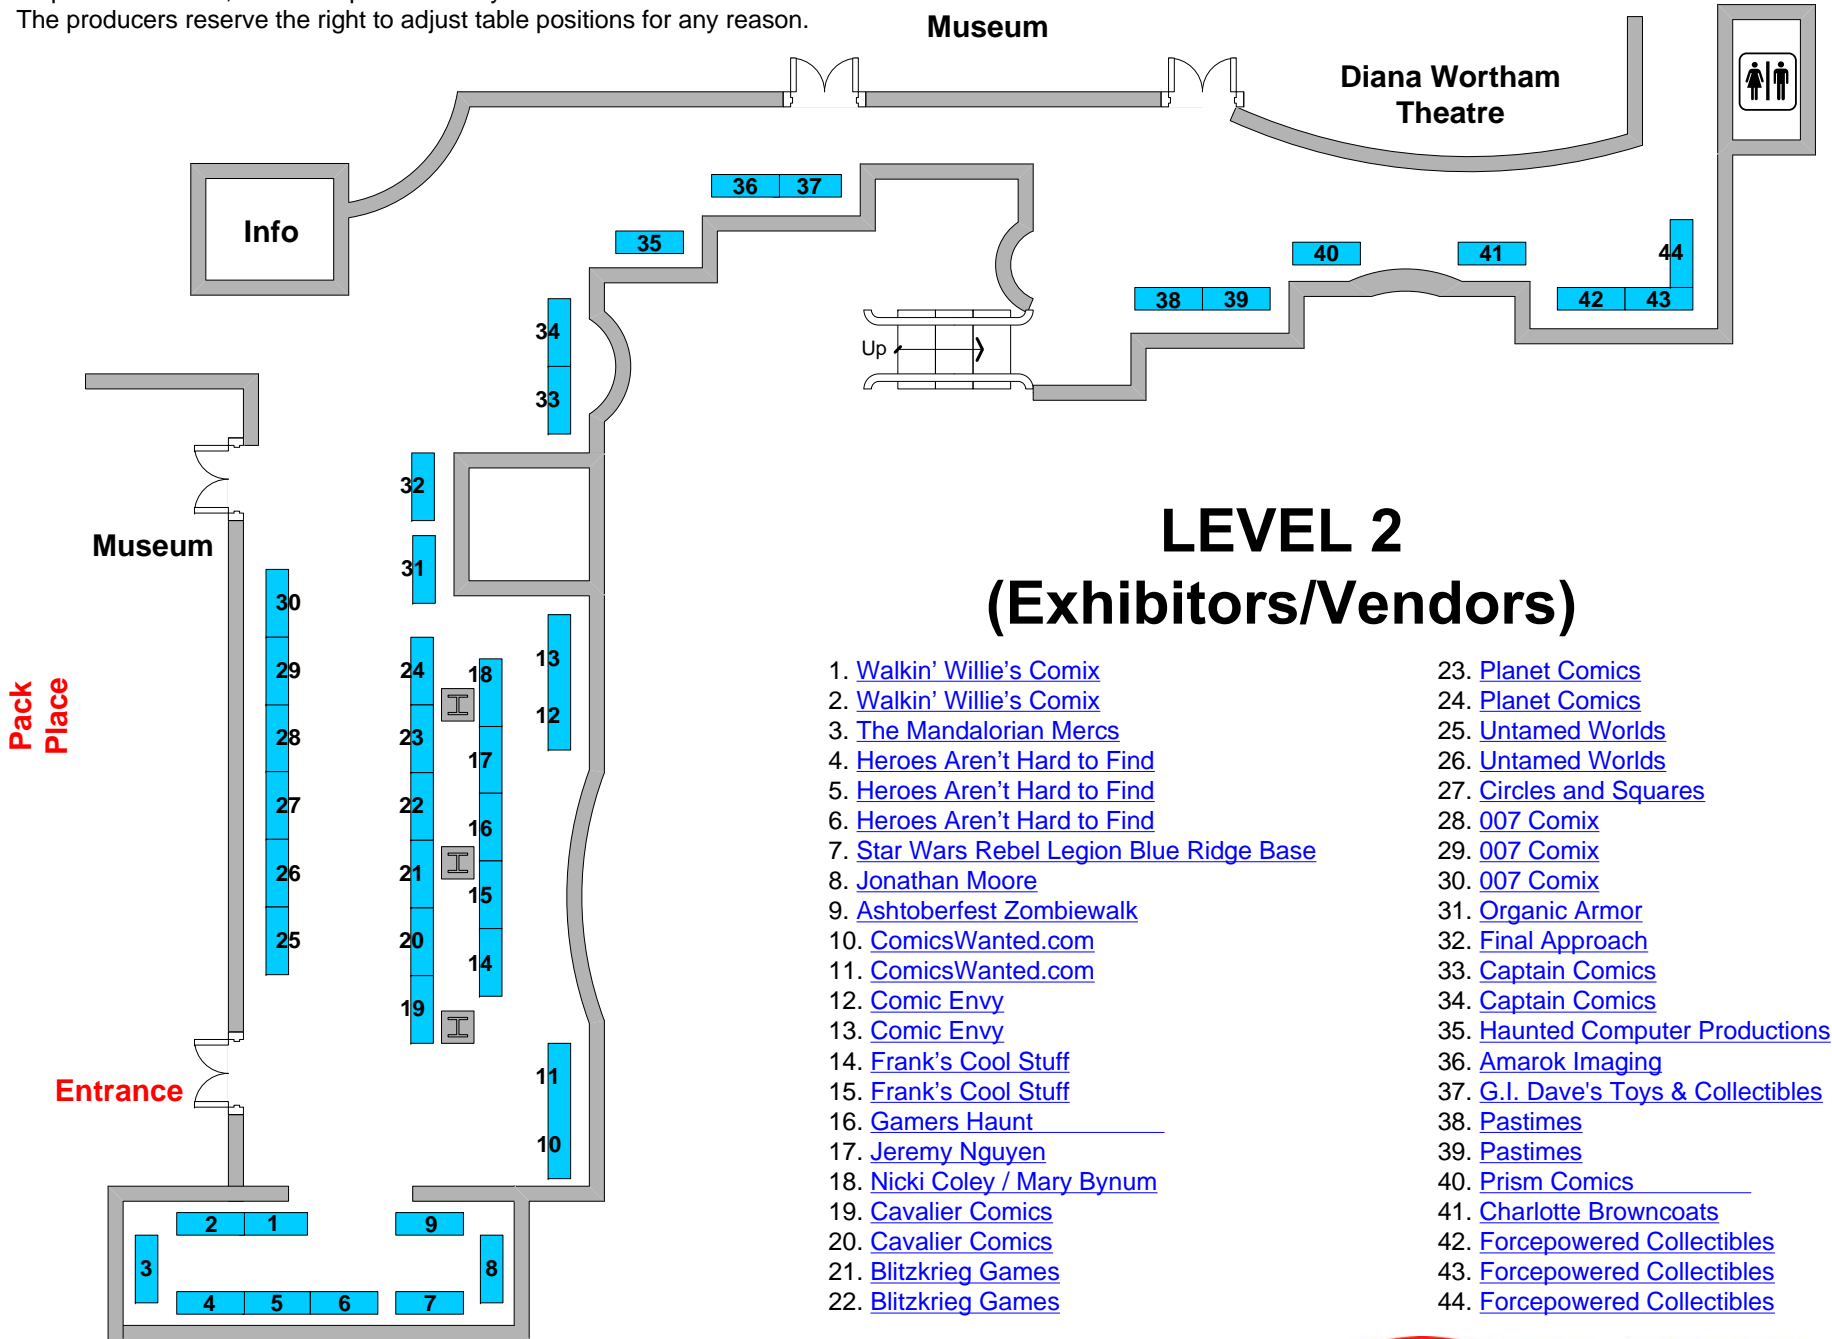 The producers reserve the right to adjust table positions for any reason.
Museum
Diana Wortham
Theatre
Info
36 37
35
40 41 44
38 39 42 43
34
33
Up
32
31
Museum
30
29
28
27
26
25
24
23
22
21
20
19
18
17
16
15
14
13
12
11
10
Pack
Place
Entrance
2 1 9
3 8
4 5 6 7
LEVEL 2
(Exhibitors/Vendors)
1. Walkin’ Willie’s Comix
2. Walkin’ Willie’s Comix
3. The Mandalorian Mercs
4. Heroes Aren’t Hard to Find
5. Heroes Aren’t Hard to Find
6. Heroes Aren’t Hard to Find
7. Star Wars Rebel Legion Blue Ridge Base
8. Jonathan Moore
9. Ashtoberfest Zombiewalk
10. ComicsWanted.com
11. ComicsWanted.com
12. Comic Envy
13. Comic Envy
14. Frank’s Cool Stuff
15. Frank’s Cool Stuff
16. Gamers Haunt
17. Jeremy Nguyen
18. Nicki Coley / Mary Bynum
19. Cavalier Comics
20. Cavalier Comics
21. Blitzkrieg Games
22. Blitzkrieg Games
23. Planet Comics
24. Planet Comics
25. Untamed Worlds
26. Untamed Worlds
27. Circles and Squares
28. 007 Comix
29. 007 Comix
30. 007 Comix
31. Organic Armor
32. Final Approach
33. Captain Comics
34. Captain Comics
35. Haunted Computer Productions
36. Amarok Imaging
37. G.I. Dave's Toys & Collectibles
38. Pastimes
39. Pastimes
40. Prism Comics
41. Charlotte Browncoats
42. Forcepowered Collectibles
43. Forcepowered Collectibles
44. Forcepowered Collectibles